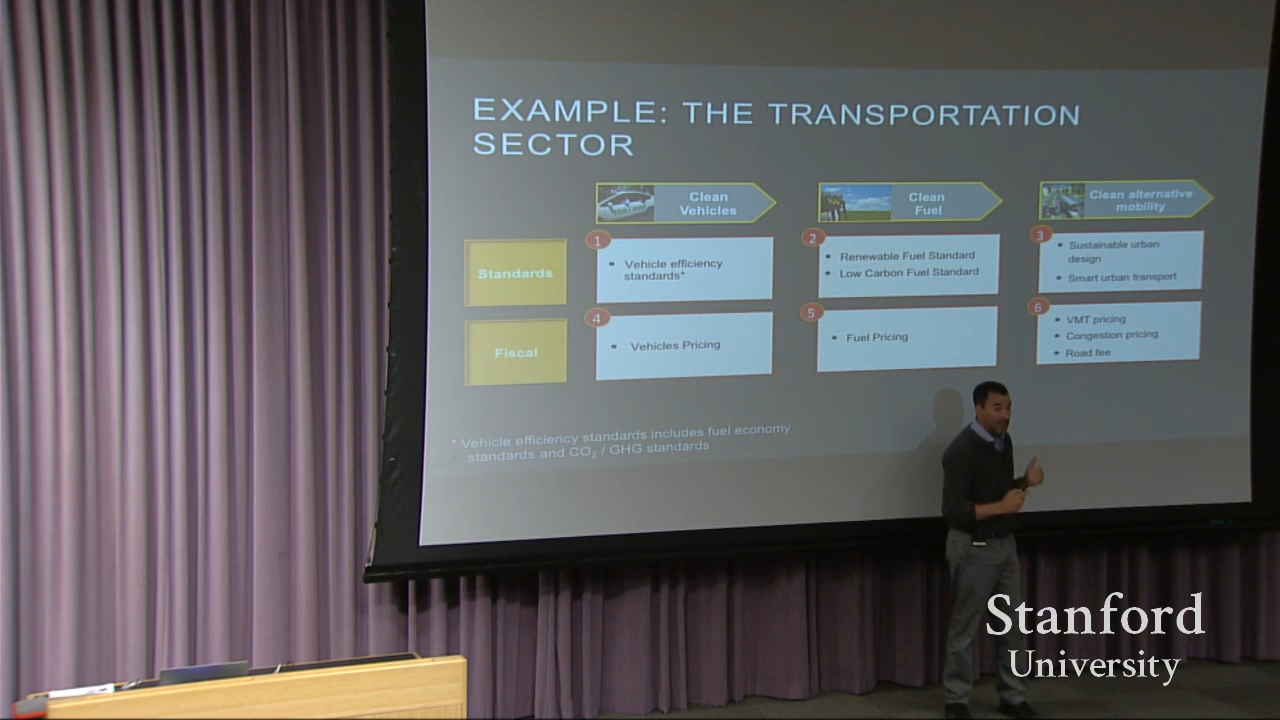 EXAMPLE: THE TRANSPORTATION
SECTOR
Clean
Vehicles
Clean
Fuel
Clean alternative
mobility
Standards
1
• Vehicle efficiency
standards*
2
• Renewable Fuel Standard
• Low Carbon Fuel Standard
3
• Sustainable urban
design
• Smart urban transport
Fiscal
4
• Vehicles Pricing
5
• Fuel Pricing
6
• VMT pricing
• Congestion pricing
• Road fee
* Vehicle efficiency standards includes fuel economy
standards and CO₂ / GHG standards
Stanford
University